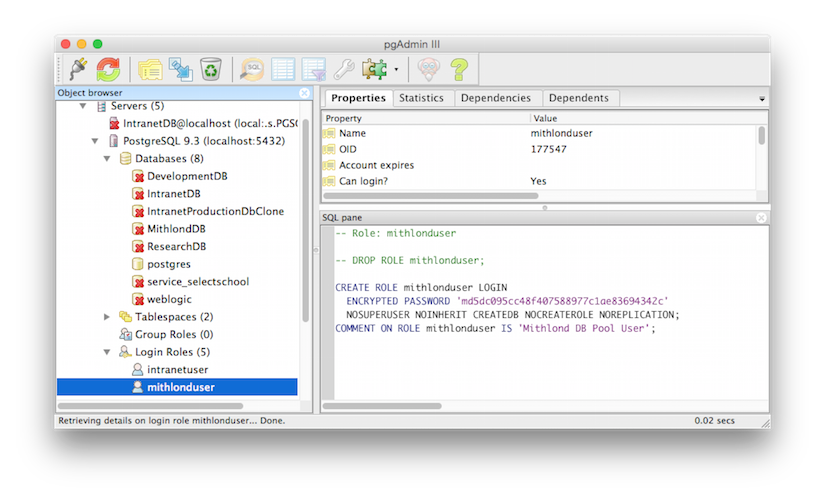 pgAdmin III
SQL
Object browser
Servers (5)
IntranetDB@localhost (local:.s.PGSC
PostgreSQL 9.3 (localhost:5432)
Databases (8)
DevelopmentDB
IntranetDB
IntranetProductionDbClone
MithlondDB
ResearchDB
postgres
service_selectschool
weblogic
Tablespaces (2)
Group Roles (0)
Login Roles (5)
intranetuser
mithlonduser
Properties Statistics Dependencies Dependents
Property Value
Name mithlonduser
OID 177547
Account expires
Can login? Yes
SQL pane
-- Role: mithlonduser
-- DROP ROLE mithlonduser;
CREATE ROLE mithlonduser LOGIN
ENCRYPTED PASSWORD 'md5dc095cc48f407588977c1ae83694342c'
NOSUPERUSER NOINHERIT CREATEDB NOCREATEROLE NOREPLICATION;
COMMENT ON ROLE mithlonduser IS 'Mithlond DB Pool User';
Retrieving details on login role mithlonduser... Done. 0.02 secs